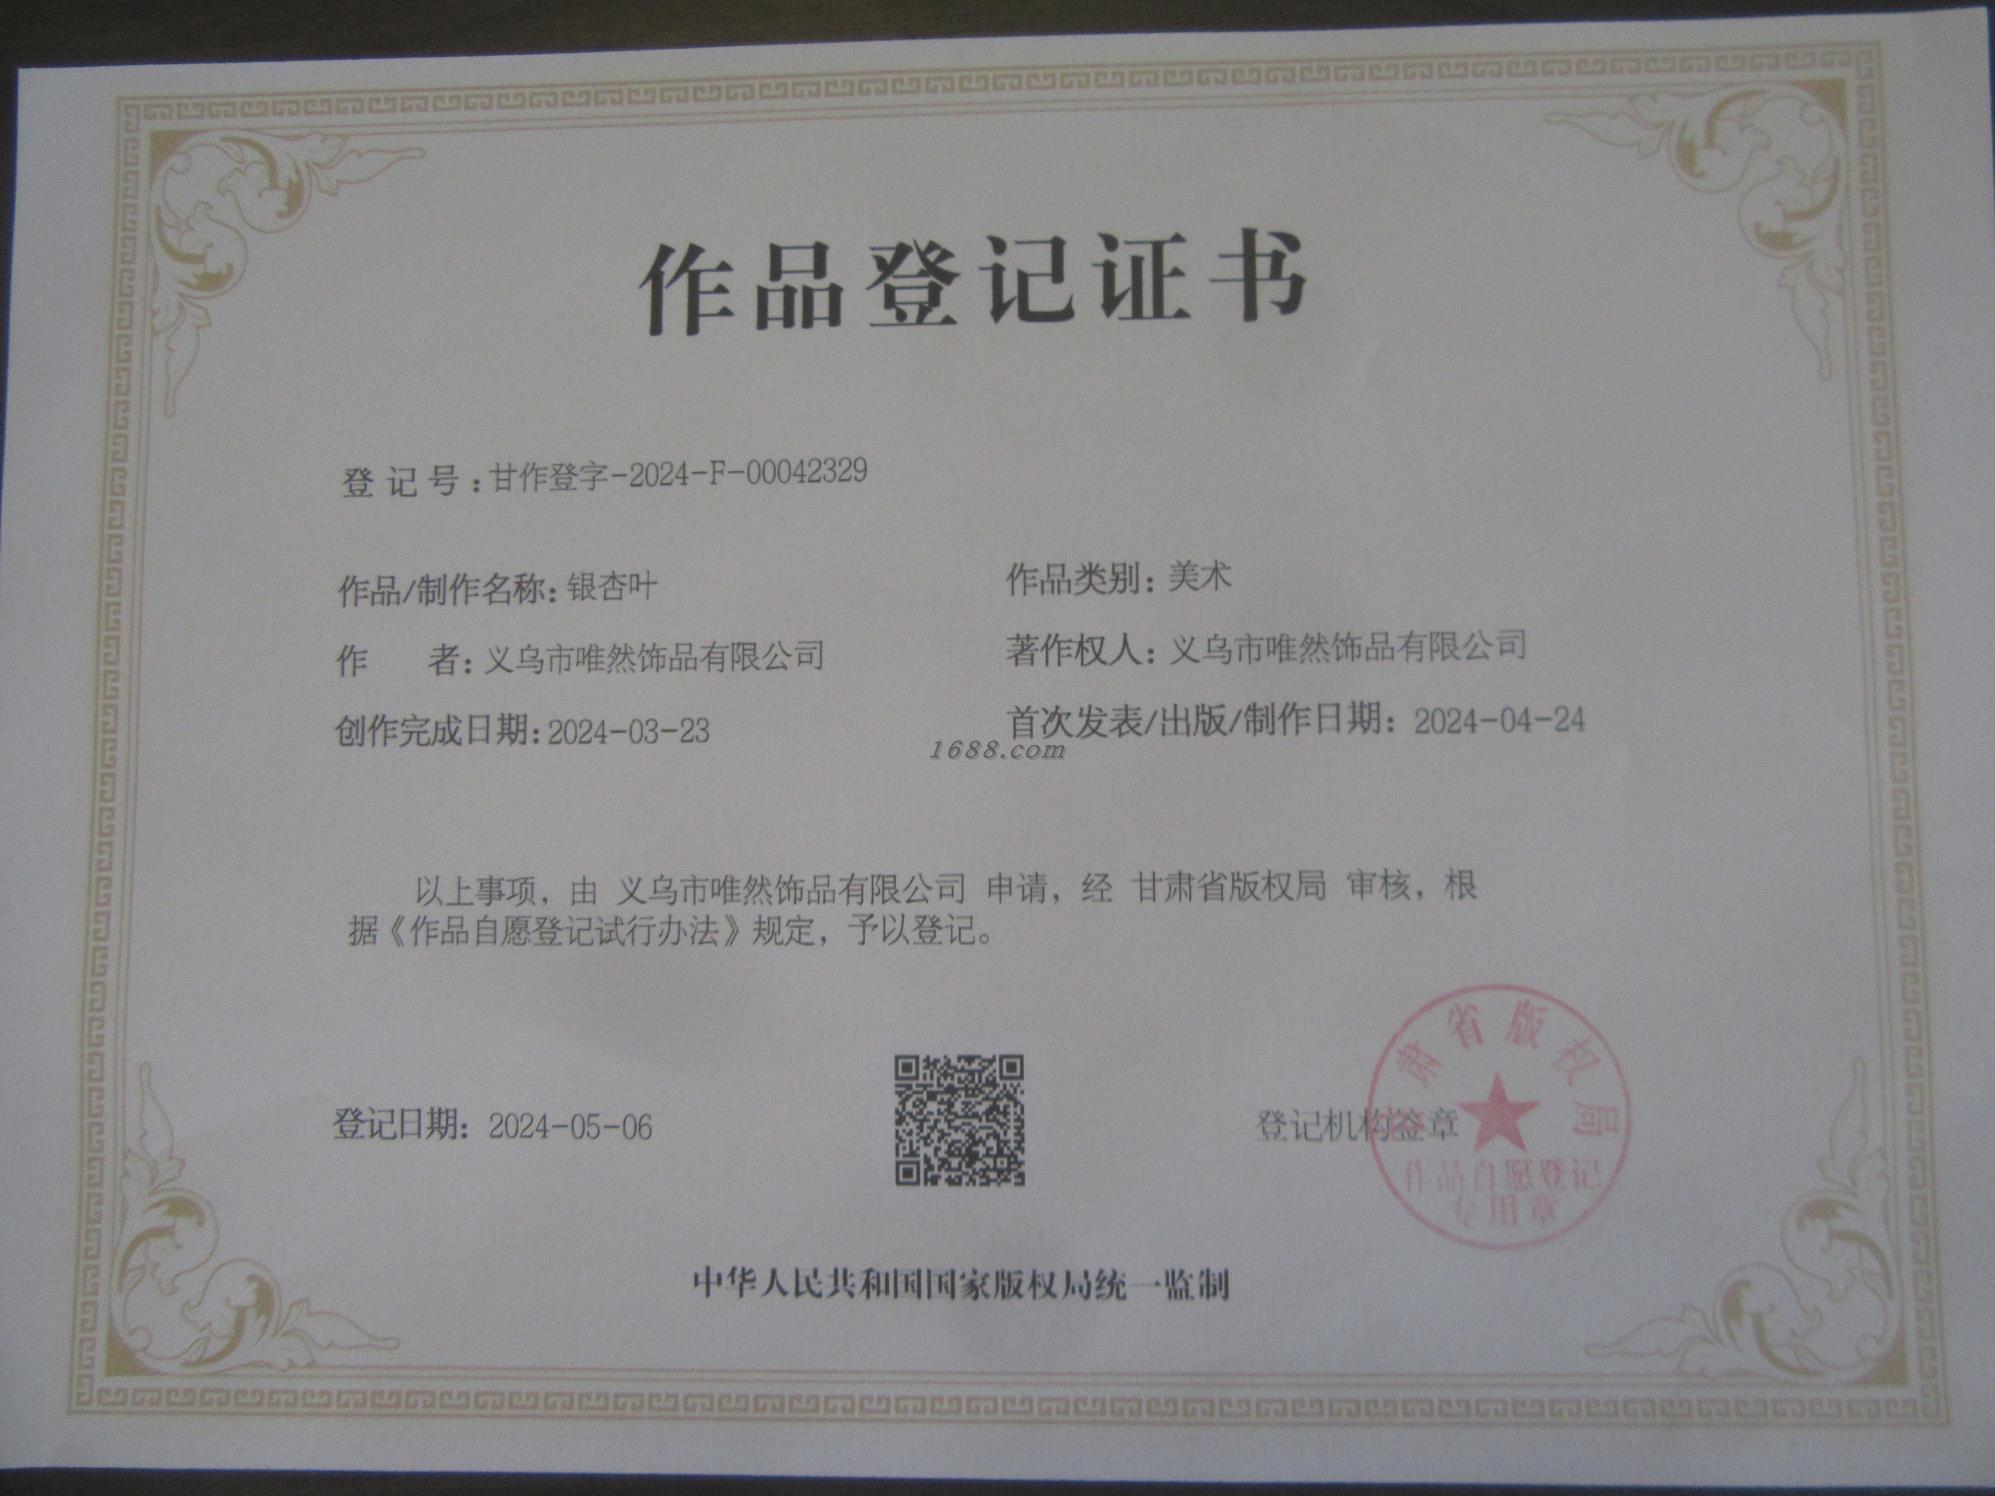 作品登记证书
登记号:甘作登字-2024-F-00042329
作品/制作名称:银杏叶 作品类别:美术
作 者:义乌市唯然饰品有限公司 著作权人:义乌市唯然饰品有限公司
创作完成日期:2024-03-23 首次发表/出版/制作日期:2024-04-24
1688.com
以上事项，由 义乌市唯然饰品有限公司 申请，经 甘肃省版权局 审核，根
据《作品自愿登记试行办法》规定，予以登记。
登记日期:2024-05-06 登记机构签章
肃省版权局
作品自愿登记
专用章
中华人民共和国国家版权局统一监制